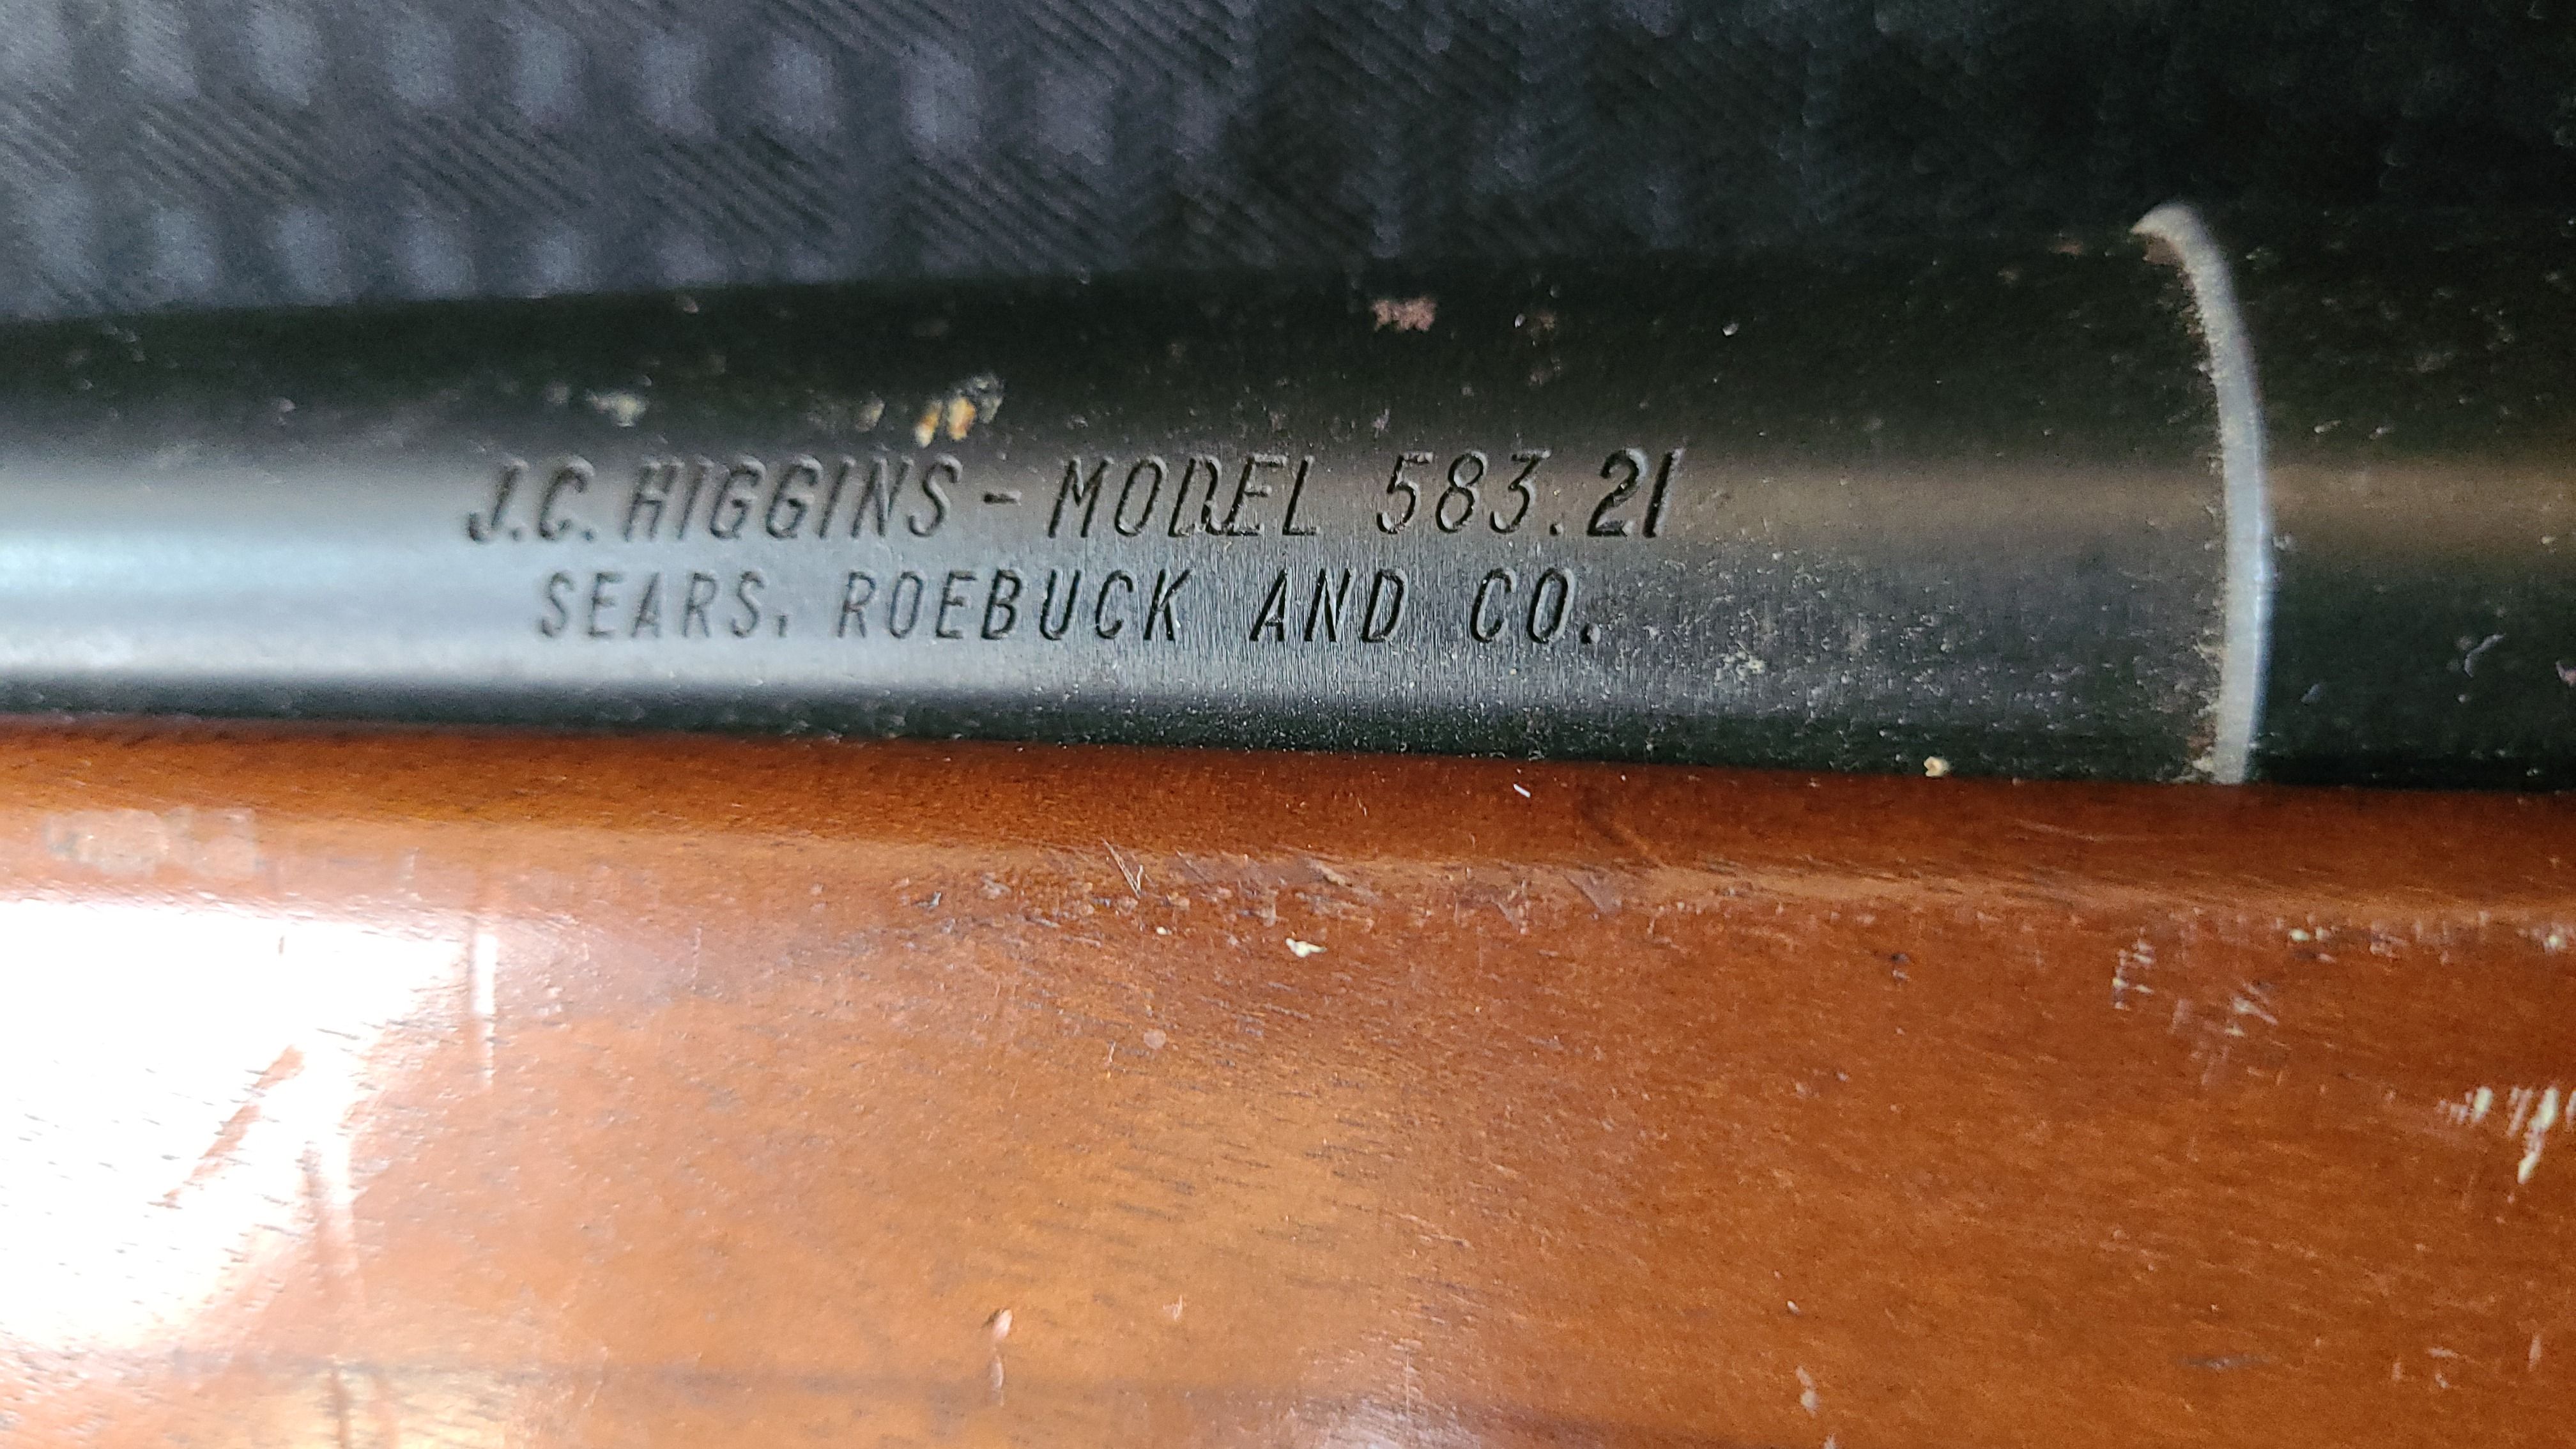 J.C. HIGGINS - MODEL 583.21
SEARS, ROEBUCK AND CO.